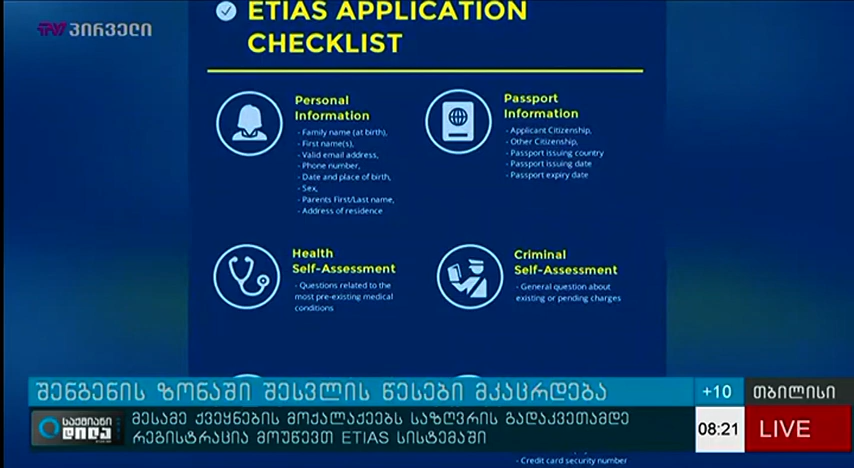 TV პირველი
ETIAS APPLICATION
CHECKLIST
Personal
Information
- Family name (at birth),
- First name(s),
- Valid email address,
- Phone number,
- Date and place of birth,
- Sex,
- Parents First/Last name,
- Address of residence
Passport
Information
- Applicant Citizenship,
- Other Citizenship,
- Passport issuing country
- Passport issuing date
- Passport expiry date
Health
Self-Assessment
- Questions related to the
most pre-existing medical
conditions
Criminal
Self-Assessment
- General question about
existing or pending charges
შენგენის ზონაში შესვლის წესები მკაცრდება
+10
თბილისი
საქმიანი
დილა
მესამე ქვეყნების მოქალაქეებს საზღვრის გადაკვეთამდე
რეგისტრაცია მოუწევთ ETIAS სისტემაში
08:21
LIVE
- Credit card security number